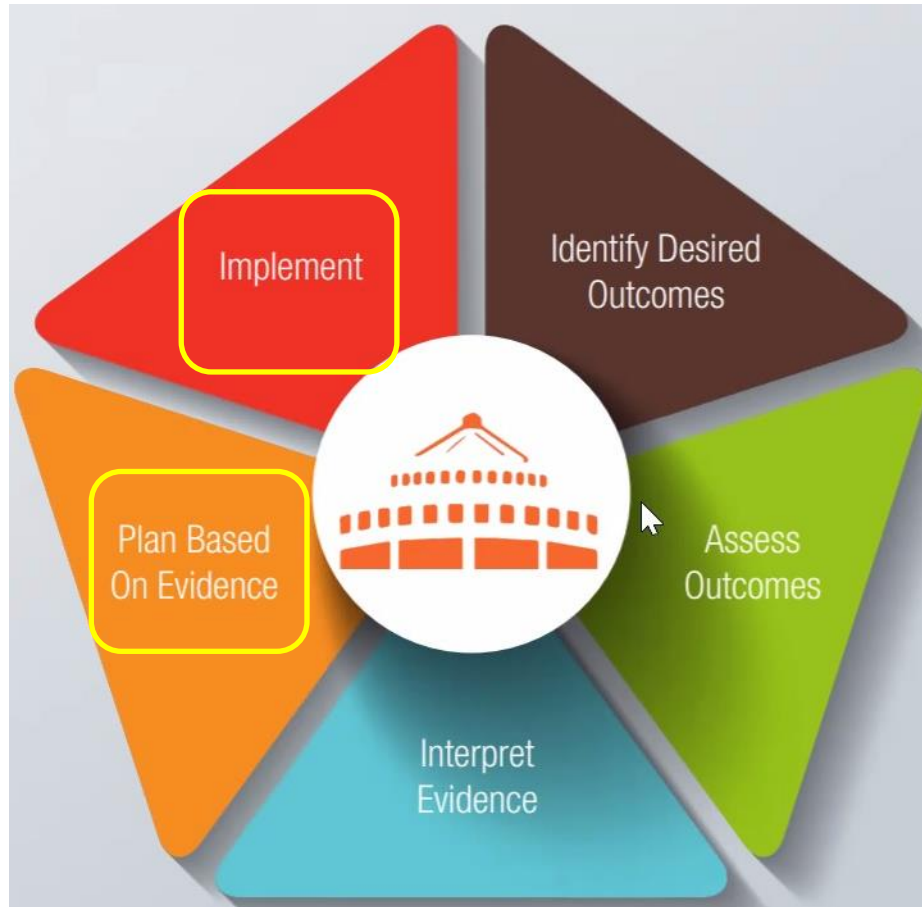 Implement
Identify Desired
Outcomes
Plan Based
On Evidence
Assess
Outcomes
Interpret
Evidence